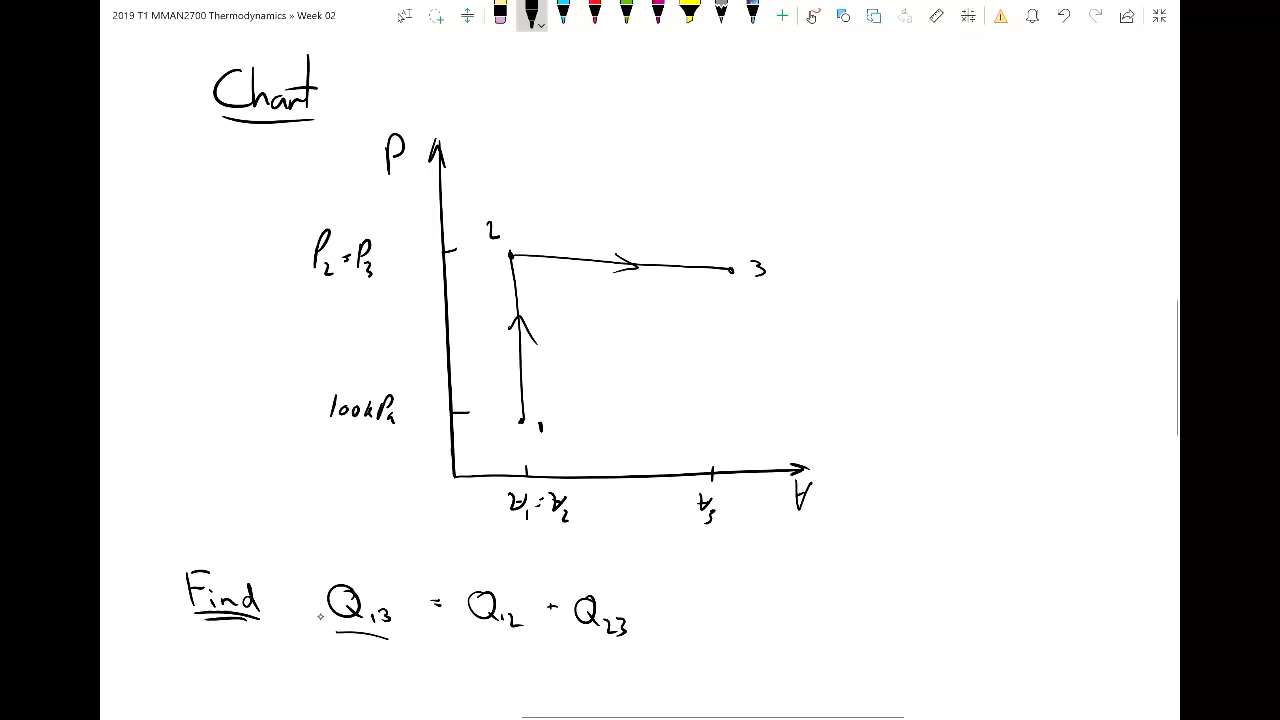 2019 T1 MMAN2700 Thermodynamics » Week 02
Chart
P
2
P₂ = P₃
3
100kPa
1
V₁ = V₂
V₃
V
Find Q₁₃ = Q₁₂ + Q₂₃